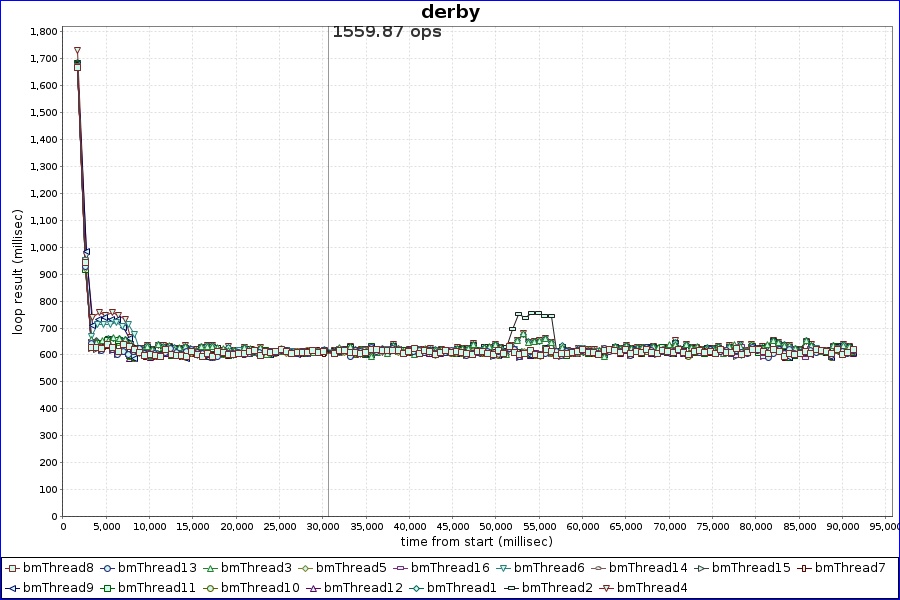 derby
1559.87 ops
loop result (millisec)
1,800
1,700
1,600
1,500
1,400
1,300
1,200
1,100
1,000
900
800
700
600
500
400
300
200
100
0
0 5,000 10,000 15,000 20,000 25,000 30,000 35,000 40,000 45,000 50,000 55,000 60,000 65,000 70,000 75,000 80,000 85,000 90,000 95,000
time from start (millisec)
bmThread8 bmThread13 bmThread3 bmThread5 bmThread16 bmThread6 bmThread14 bmThread15 bmThread7
bmThread9 bmThread11 bmThread10 bmThread12 bmThread1 bmThread2 bmThread4